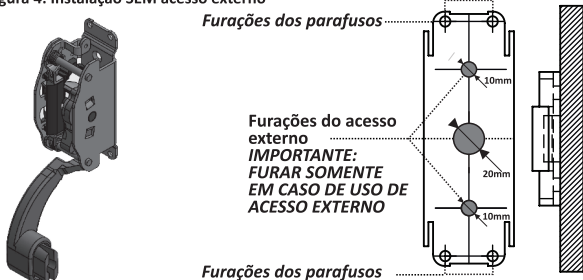 gura 4: Instalação SEM acesso externo
Furações dos parafusos
10mm
Furações do acesso
externo
IMPORTANTE:
FURAR SOMENTE
EM CASO DE USO DE
ACESSO EXTERNO
20mm
10mm
Furações dos parafusos